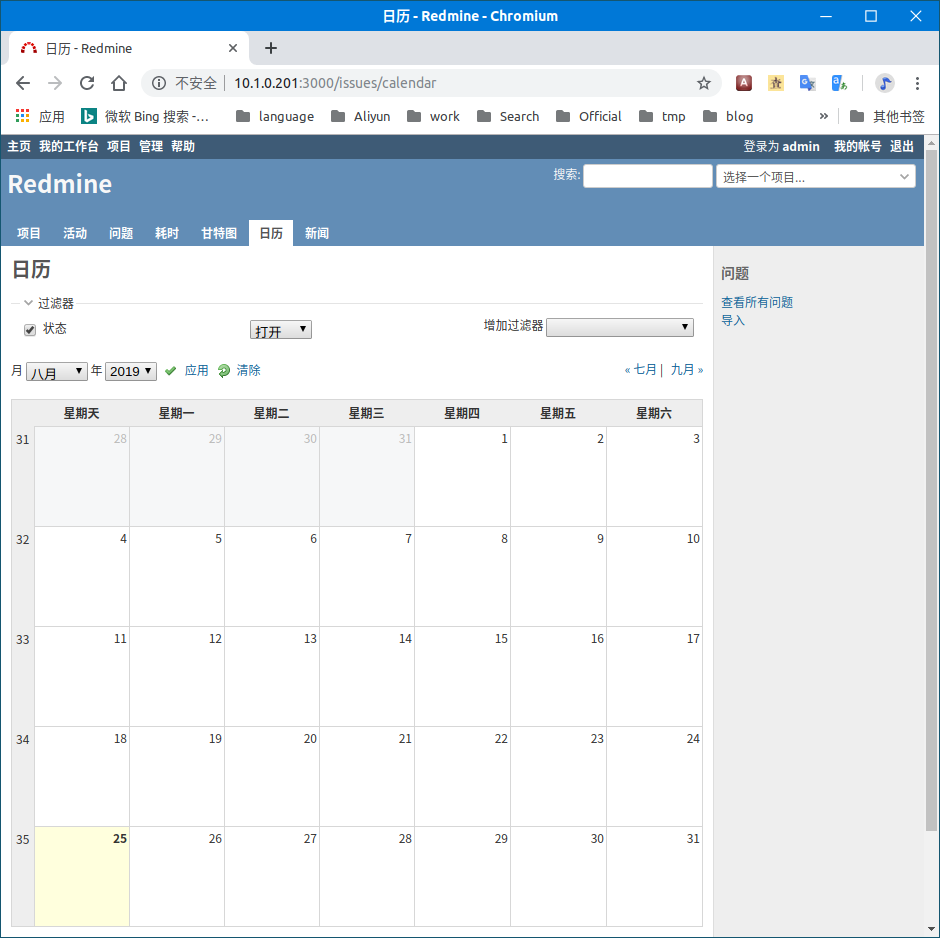 日历 - Redmine - Chromium
日历 - Redmine
不安全 10.1.0.201:3000/issues/calendar
应用 微软 Bing 搜索 -... language Aliyun work Search Official tmp blog » 其他书签
主页 我的工作台 项目 管理 帮助 登录为 admin 我的帐号 退出
Redmine 搜索: 选择一个项目...
项目 活动 问题 耗时 甘特图 日历 新闻
日历
过滤器
状态 打开 增加过滤器
月 八月 年 2019 应用 清除 « 七月 | 九月 »
星期天 星期一 星期二 星期三 星期四 星期五 星期六
31 28 29 30 31 1 2 3
32 4 5 6 7 8 9 10
33 11 12 13 14 15 16 17
34 18 19 20 21 22 23 24
35 25 26 27 28 29 30 31
问题
查看所有问题
导入